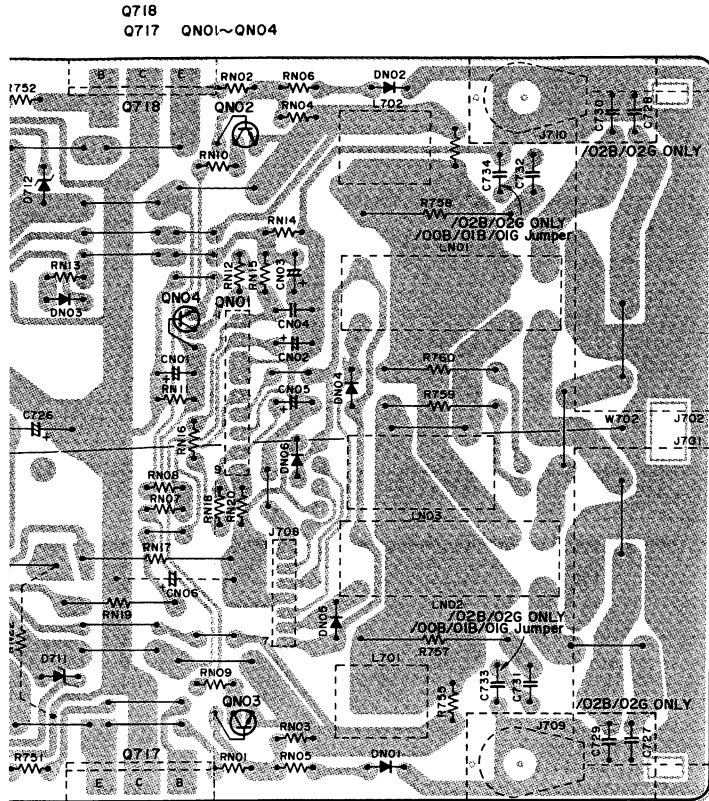 Q718
Q717 QN01~QN04
RN02
RN06
DN02
R752
B C E
Q718
QN02
RN04
L702
J710
C730
C728
/02B/02G ONLY
RN10
C734
C732
D712
R758
/02B/02G ONLY
/00B/01B/01G Jumper
LN01
RN14
RN13
RN12
RN15
CN03
DN03
QN04
QN01
CN04
CN01
CN02
R760
RN11
CN05
DN04
R759
C726
W702
J702
RN16
J701
DN06
RN08
9
RN07
RN18
RN20
LN03
J708
RN17
CN06
RN19
DN05
LN02
/02B/02G ONLY
/00B/01B/01G Jumper
7
R757
L701
D711
RN09
R755
C733
C731
/02B/02G ONLY
QN03
RN03
J709
C729
C727
R751
Q717
RN01
RN05
DN01
E C B